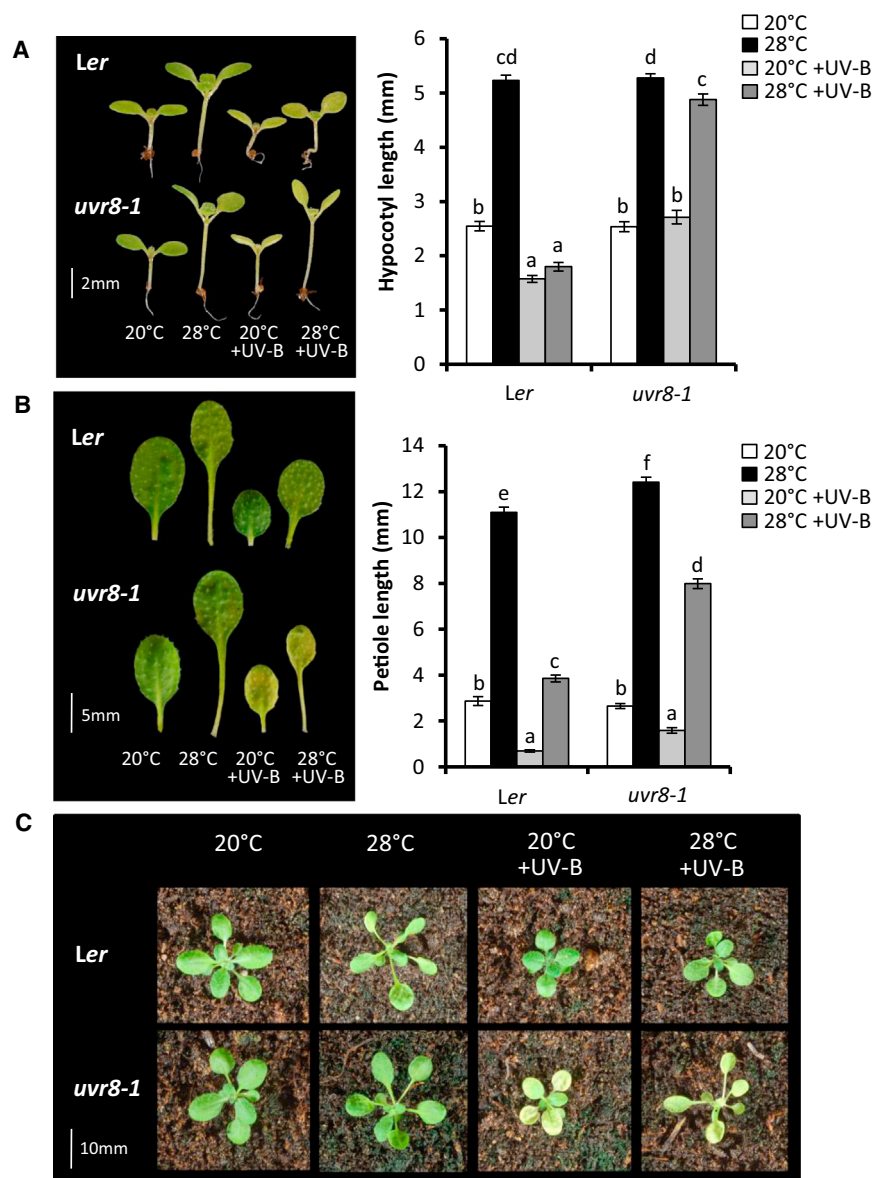 A
Ler
uvr8-1
2mm
20°C 28°C 20°C +UV-B 28°C +UV-B
Hypocotyl length (mm)
6
5
4
3
2
1
0
b cd a a b d b c
Ler uvr8-1
20°C
28°C
20°C +UV-B
28°C +UV-B
B
Ler
uvr8-1
5mm
20°C 28°C 20°C +UV-B 28°C +UV-B
Petiole length (mm)
14
12
10
8
6
4
2
0
b e a c b f a d
Ler uvr8-1
20°C
28°C
20°C +UV-B
28°C +UV-B
C
20°C 28°C 20°C +UV-B 28°C +UV-B
Ler
uvr8-1
10mm